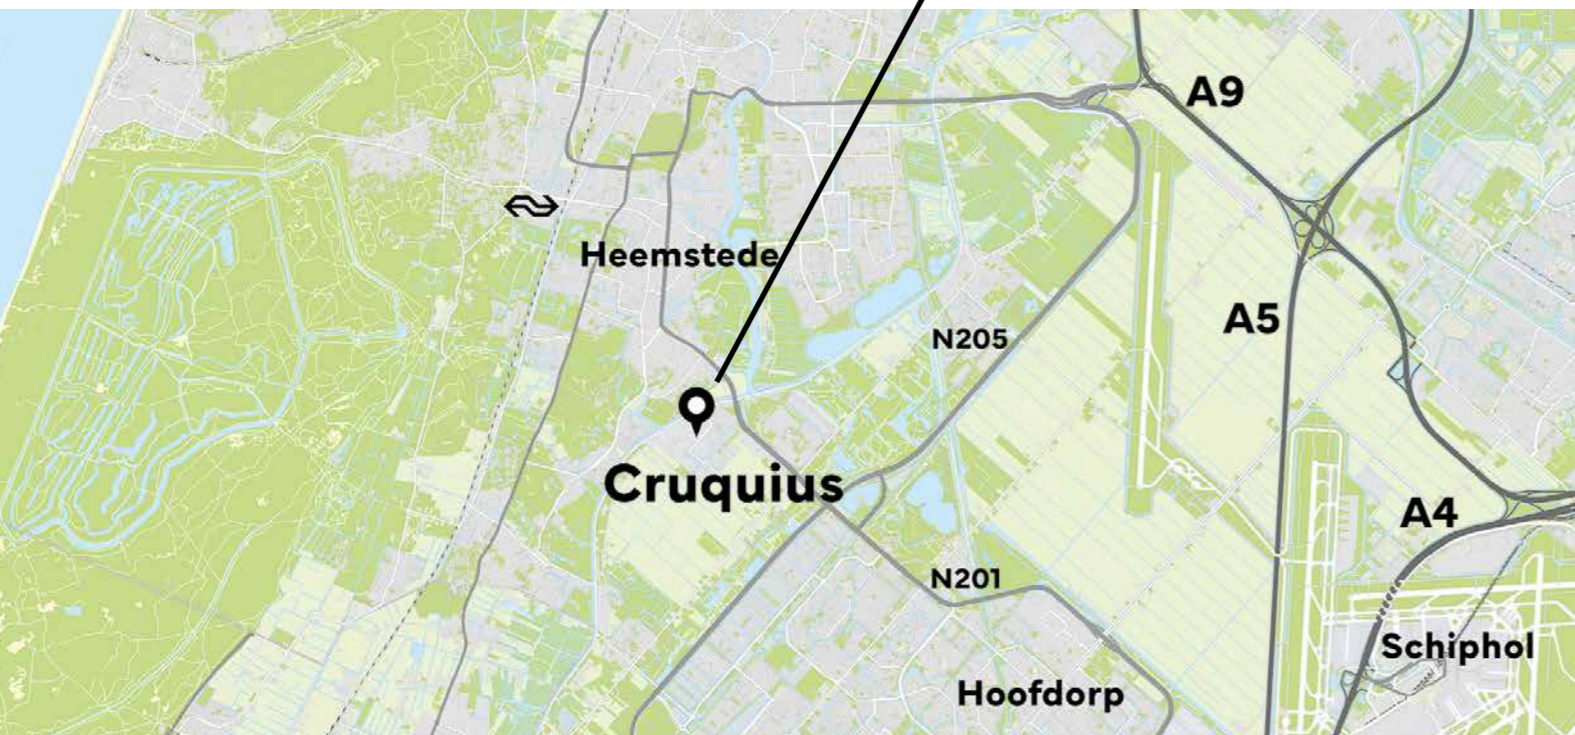 A9
Heemstede
A5
N205
Cruquius
A4
N201
Schiphol
Hoofdorp